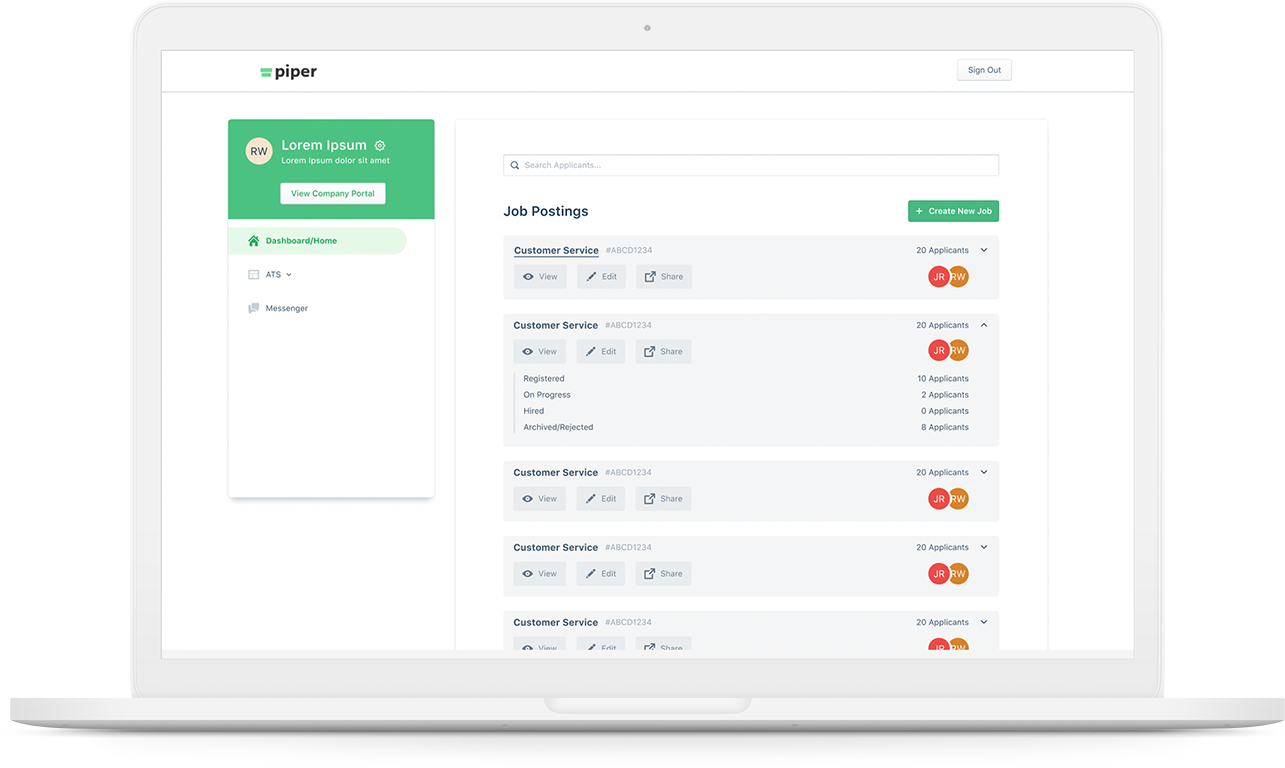 piper
Sign Out
RW
Lorem Ipsum
Lorem Ipsum dolor sit amet
View Company Portal
Dashboard/Home
ATS
Messenger
Search Applicants...
Job Postings
+ Create New Job
Customer Service #ABCD1234 20 Applicants
View Edit Share JR RW
Customer Service #ABCD1234 20 Applicants
View Edit Share JR RW
Registered 10 Applicants
On Progress 2 Applicants
Hired 0 Applicants
Archived/Rejected 8 Applicants
Customer Service #ABCD1234 20 Applicants
View Edit Share JR RW
Customer Service #ABCD1234 20 Applicants
View Edit Share JR RW
Customer Service #ABCD1234 20 Applicants
View Edit Share JR RW